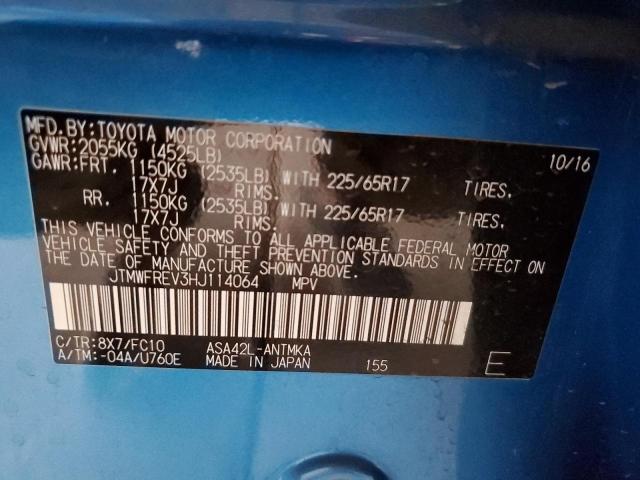 MFD.BY:TOYOTA MOTOR CORPORATION 10/16
GVWR:2055KG (4525LB)
GAWR:FRT. 1150KG (2535LB) WITH 225/65R17 TIRES,
17X7J RIMS.
RR. 1150KG (2535LB) WITH 225/65R17 TIRES,
17X7J RIMS.
THIS VEHICLE CONFORMS TO ALL APPLICABLE FEDERAL MOTOR
VEHICLE SAFETY AND THEFT PREVENTION STANDARDS IN EFFECT ON
THE DATE OF MANUFACTURE SHOWN ABOVE.
JTMWFREV3HJ114064 MPV
C/TR:8X7/FC10 ASA42L-ANTMKA
A/TM:-04A/U760E MADE IN JAPAN 155 E